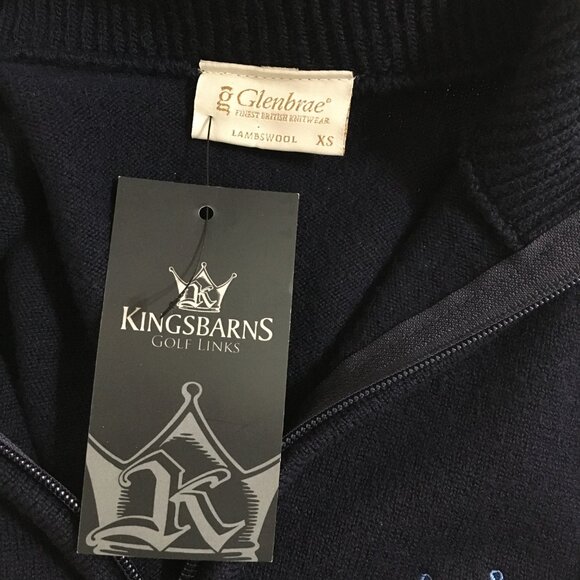 Glenbrae®
FINEST BRITISH KNITWEAR
LAMBSWOOL XS
K
KINGSBARNS
GOLF LINKS
K